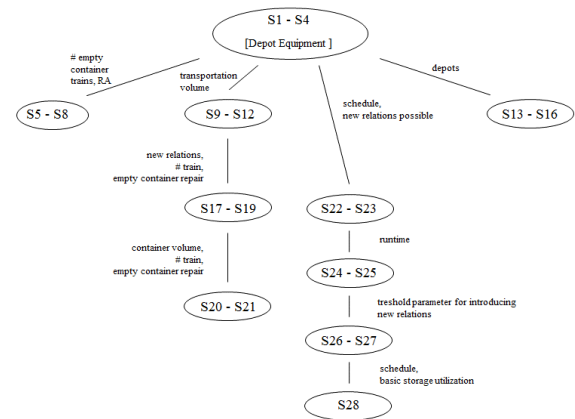 S1 - S4
[Depot Equipment ]
# empty
container
trains, RA
transportation
volume
schedule,
new relations possible
depots
S5 - S8
S9 - S12
S13 - S16
new relations,
# train,
empty container repair
S17 - S19
S22 - S23
runtime
container volume,
# train,
empty container repair
S24 - S25
S20 - S21
treshold parameter for introducing
new relations
S26 - S27
schedule,
basic storage utilization
S28